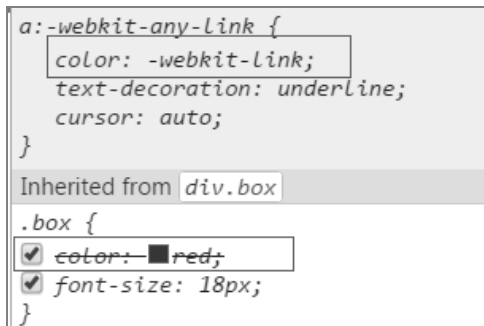 a:-webkit-any-link {
color: -webkit-link;
text-decoration: underline;
cursor: auto;
}
Inherited from div.box
.box {
color: red;
font-size: 18px;
}